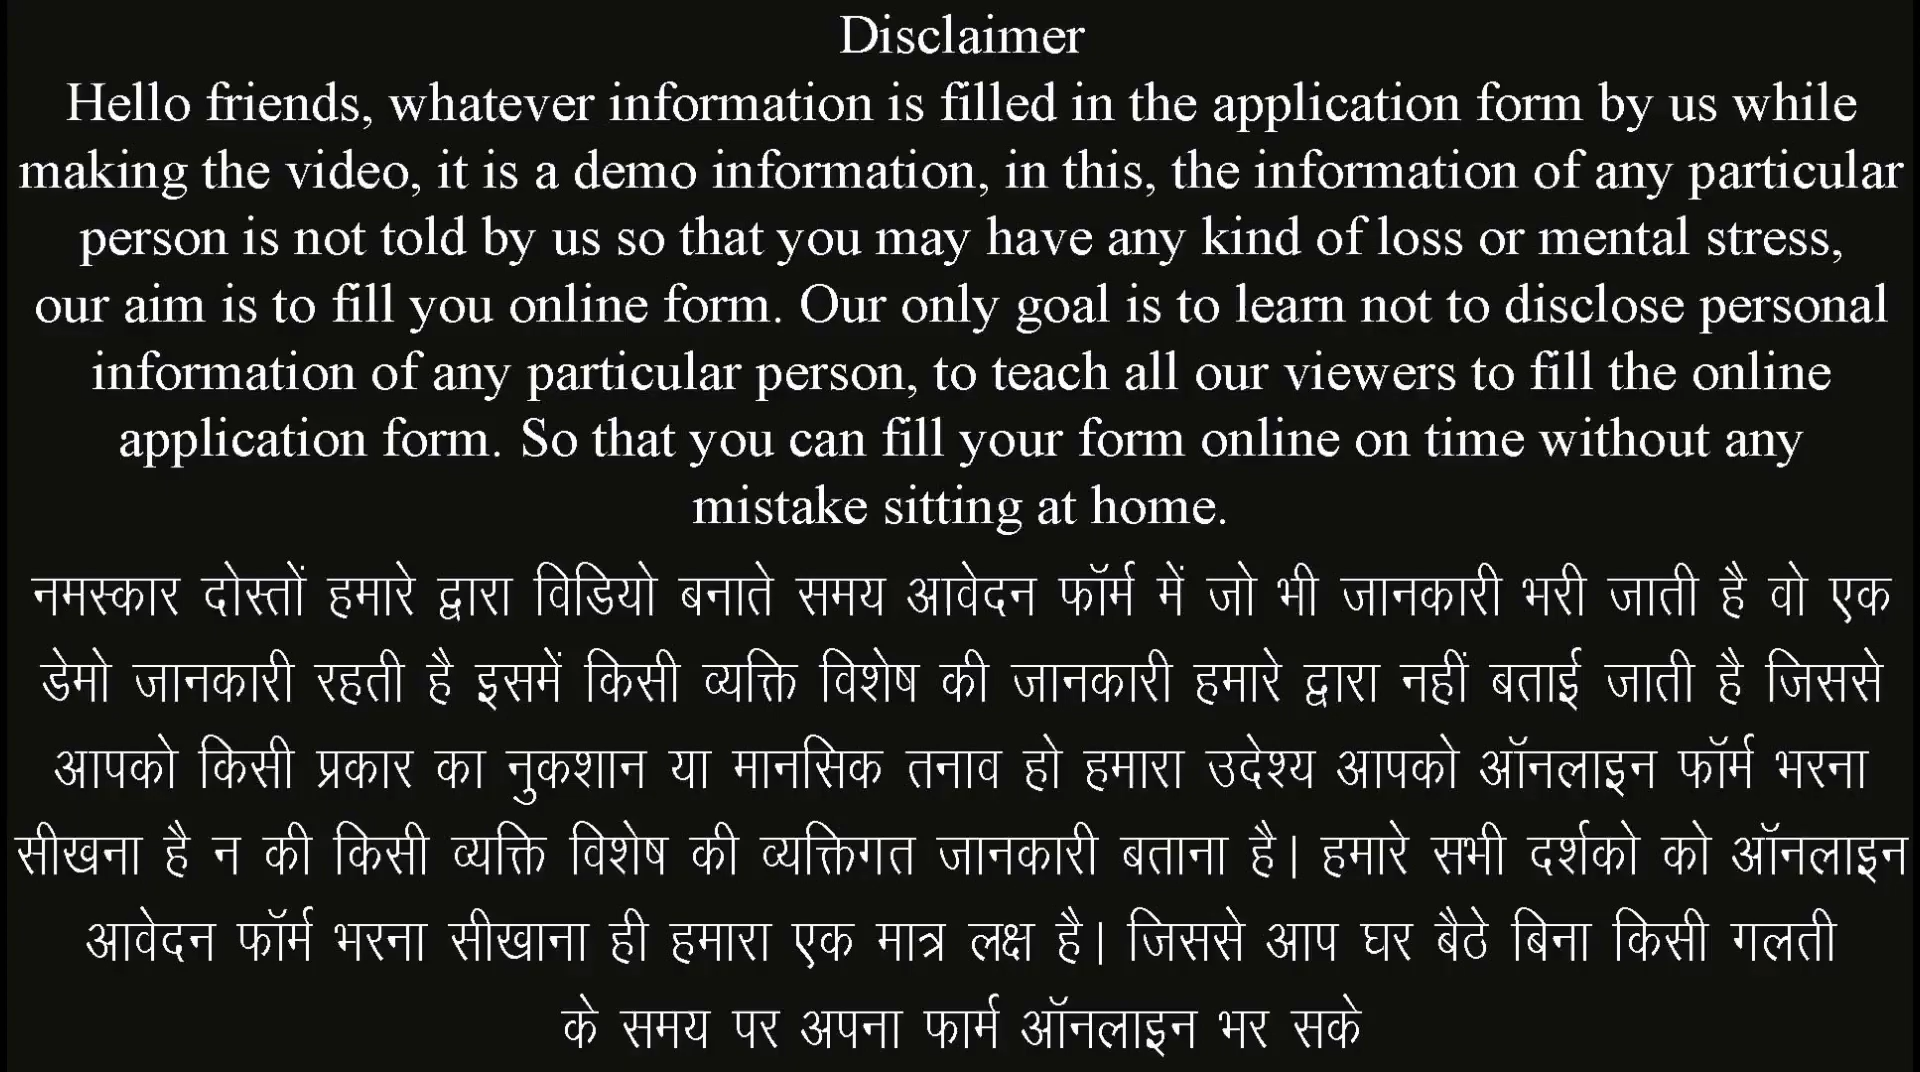 Disclaimer
Hello friends, whatever information is filled in the application form by us while
making the video, it is a demo information, in this, the information of any particular
person is not told by us so that you may have any kind of loss or mental stress,
our aim is to fill you online form. Our only goal is to learn not to disclose personal
information of any particular person, to teach all our viewers to fill the online
application form. So that you can fill your form online on time without any
mistake sitting at home.
नमस्कार दोस्तों हमारे द्वारा विडियो बनाते समय आवेदन फॉर्म में जो भी जानकारी भरी जाती है वो एक
डेमो जानकारी रहती है इसमें किसी व्यक्ति विशेष की जानकारी हमारे द्वारा नहीं बताई जाती है जिससे
आपको किसी प्रकार का नुकशान या मानसिक तनाव हो हमारा उदेश्य आपको ऑनलाइन फॉर्म भरना
सीखना है न की किसी व्यक्ति विशेष की व्यक्तिगत जानकारी बताना है। हमारे सभी दर्शको को ऑनलाइन
आवेदन फॉर्म भरना सीखाना ही हमारा एक मात्र लक्ष है। जिससे आप घर बैठे बिना किसी गलती
के समय पर अपना फार्म ऑनलाइन भर सके